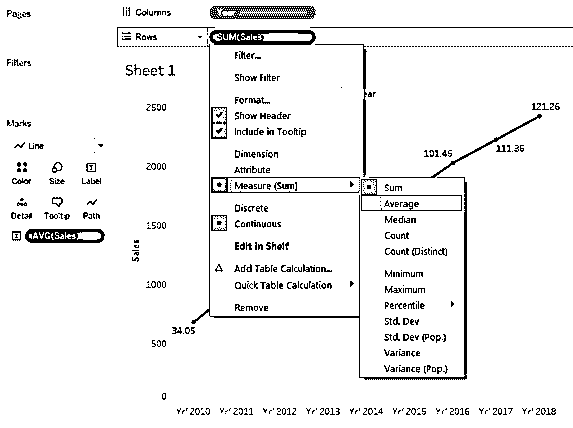 Pages
Columns
Rows
SUM(Sales)
Filters
Sheet 1
Filter...
Show Filter
Format...
Show Header
Include in Tooltip
Dimension
Attribute
Measure (Sum)
Discrete
Continuous
Edit in Shelf
Add Table Calculation...
Quick Table Calculation
Remove
Sum
Average
Median
Count
Count (Distinct)
Minimum
Maximum
Percentile
Std. Dev
Std. Dev (Pop.)
Variance
Variance (Pop.)
Marks
Line
Color Size Label
Detail Tooltip Path
AVG(Sales)
Sales
2500
2000
1500
1000
500
0
34.05
101.45
111.36
121.26
Yr'2010 Yr'2011 Yr'2012 Yr'2013 Yr'2014 Yr'2015 Yr'2016 Yr'2017 Yr'2018